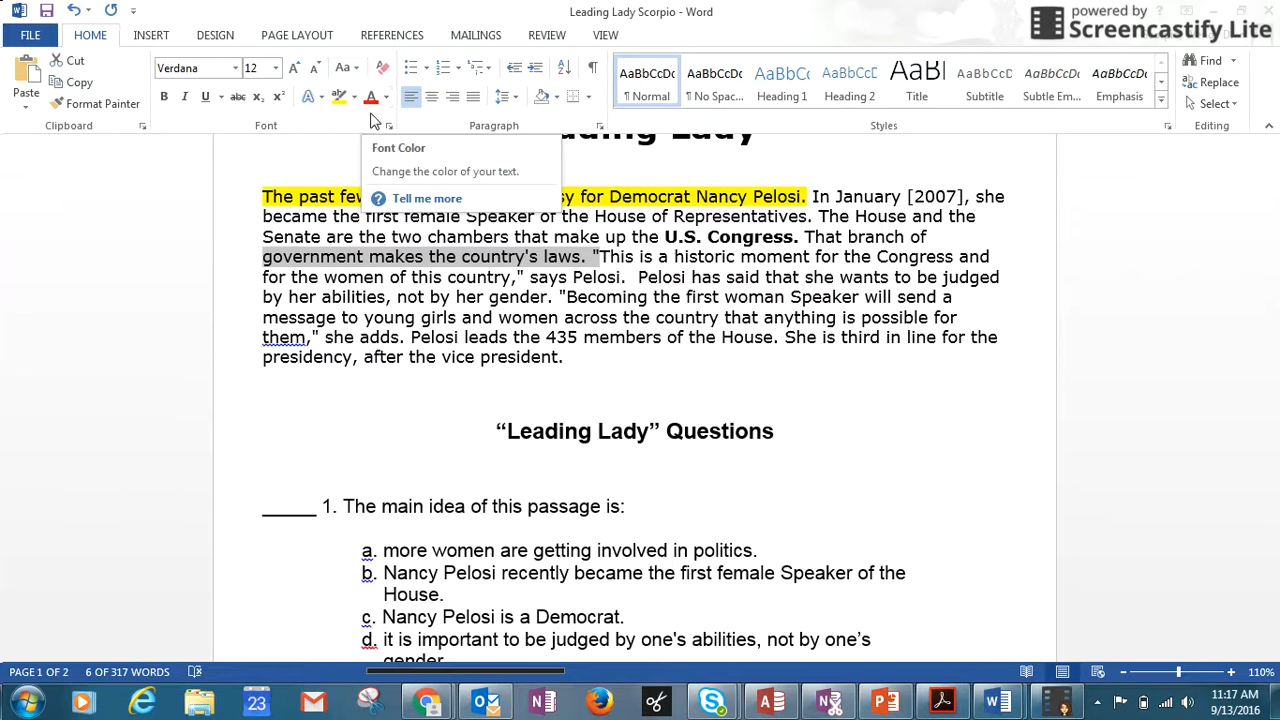 Leading Lady Scorpio - Word
powered by
Screencastify Lite
FILE HOME INSERT DESIGN PAGE LAYOUT REFERENCES MAILINGS REVIEW VIEW
Paste
Cut
Copy
Format Painter
Clipboard
Verdana 12
Font
Paragraph
AaBbCcDc AaBbCcDc AaBbCc AaBbCcD AaBl AaBbCcDc AaBbCcDc AaBbCcDc
¶ Normal ¶ No Spac... Heading 1 Heading 2 Title Subtitle Subtle Em... Emphasis
Styles
Find
Replace
Select
Editing
Font Color
Change the color of your text.
Tell me more
Lady
The past few sy for Democrat Nancy Pelosi. In January [2007], she
became the first female Speaker of the House of Representatives. The House and the
Senate are the two chambers that make up the U.S. Congress. That branch of
government makes the country's laws. "This is a historic moment for the Congress and
for the women of this country," says Pelosi.  Pelosi has said that she wants to be judged
by her abilities, not by her gender. "Becoming the first woman Speaker will send a
message to young girls and women across the country that anything is possible for
them," she adds. Pelosi leads the 435 members of the House. She is third in line for the
presidency, after the vice president.
“Leading Lady” Questions
_____ 1. The main idea of this passage is:
a. more women are getting involved in politics.
b. Nancy Pelosi recently became the first female Speaker of the
House.
c. Nancy Pelosi is a Democrat.
d. it is important to be judged by one's abilities, not by one’s
gender
PAGE 1 OF 2 6 OF 317 WORDS
110%
23
11:17 AM
9/13/2016